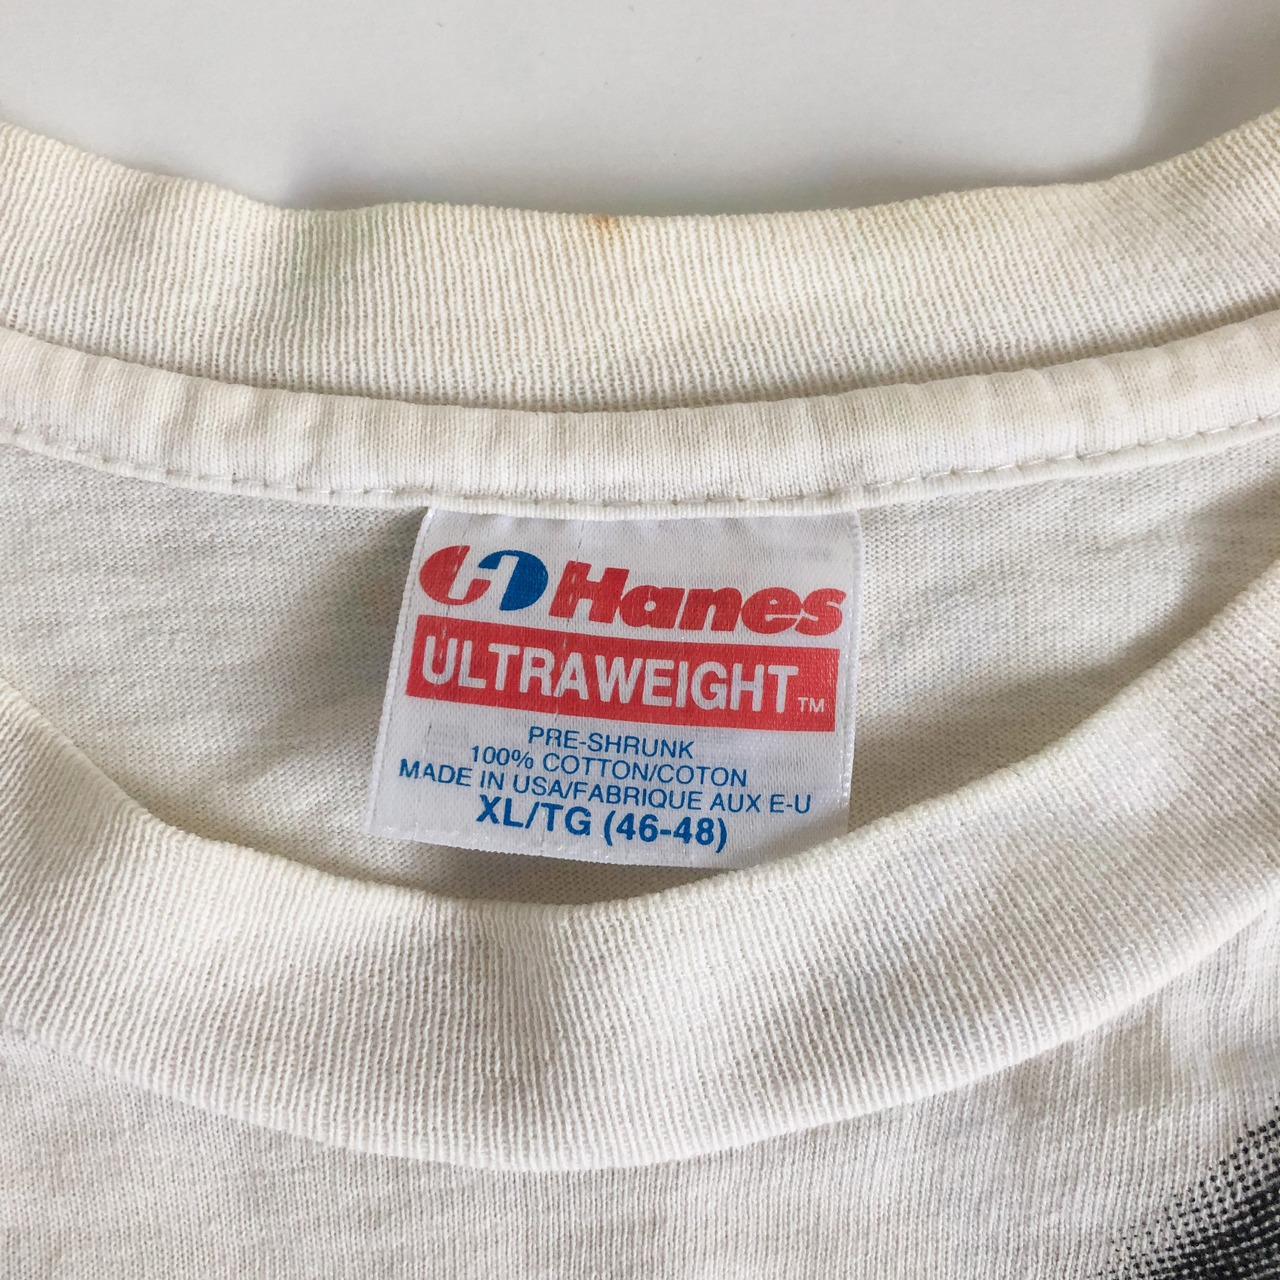 Hanes
ULTRAWEIGHT™
PRE-SHRUNK
100% COTTON/COTON
MADE IN USA/FABRIQUE AUX E-U
XL/TG (46-48)